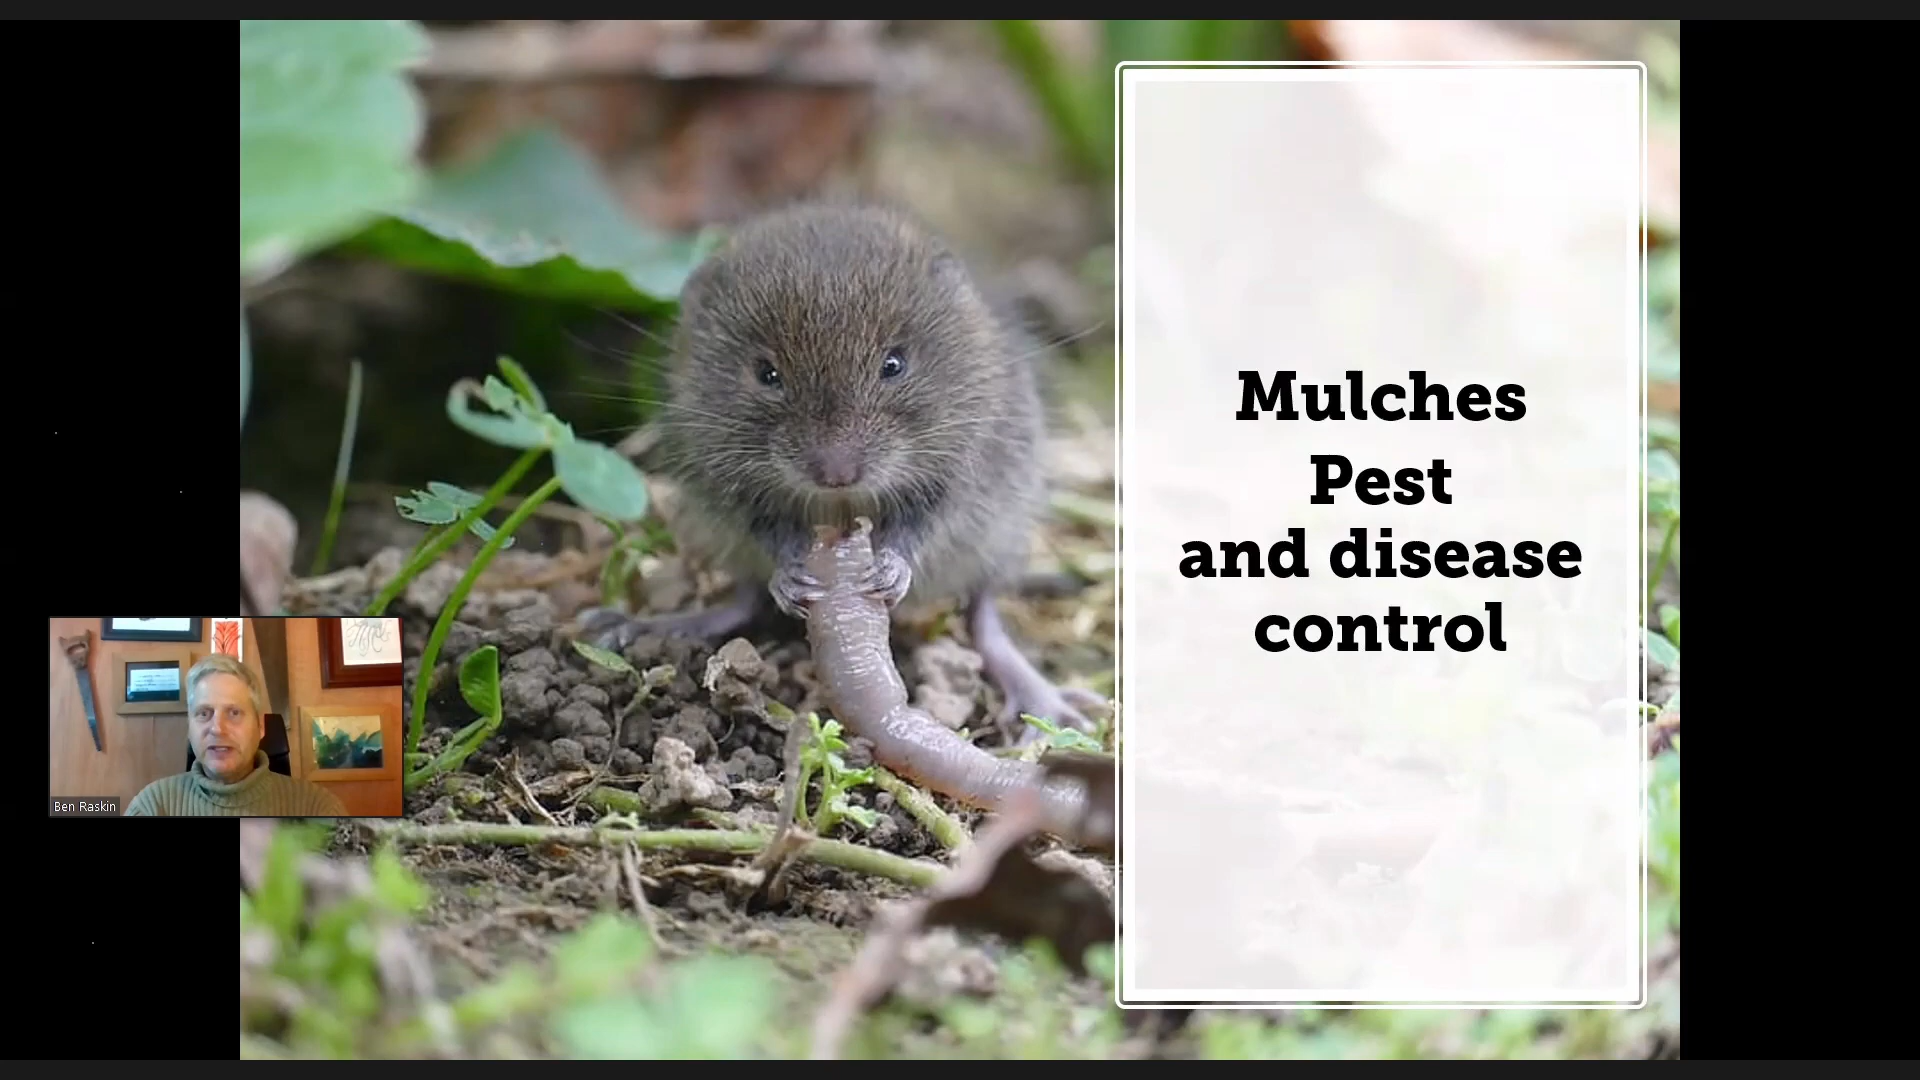 Mulches
Pest
and disease
control
Ben Raskin